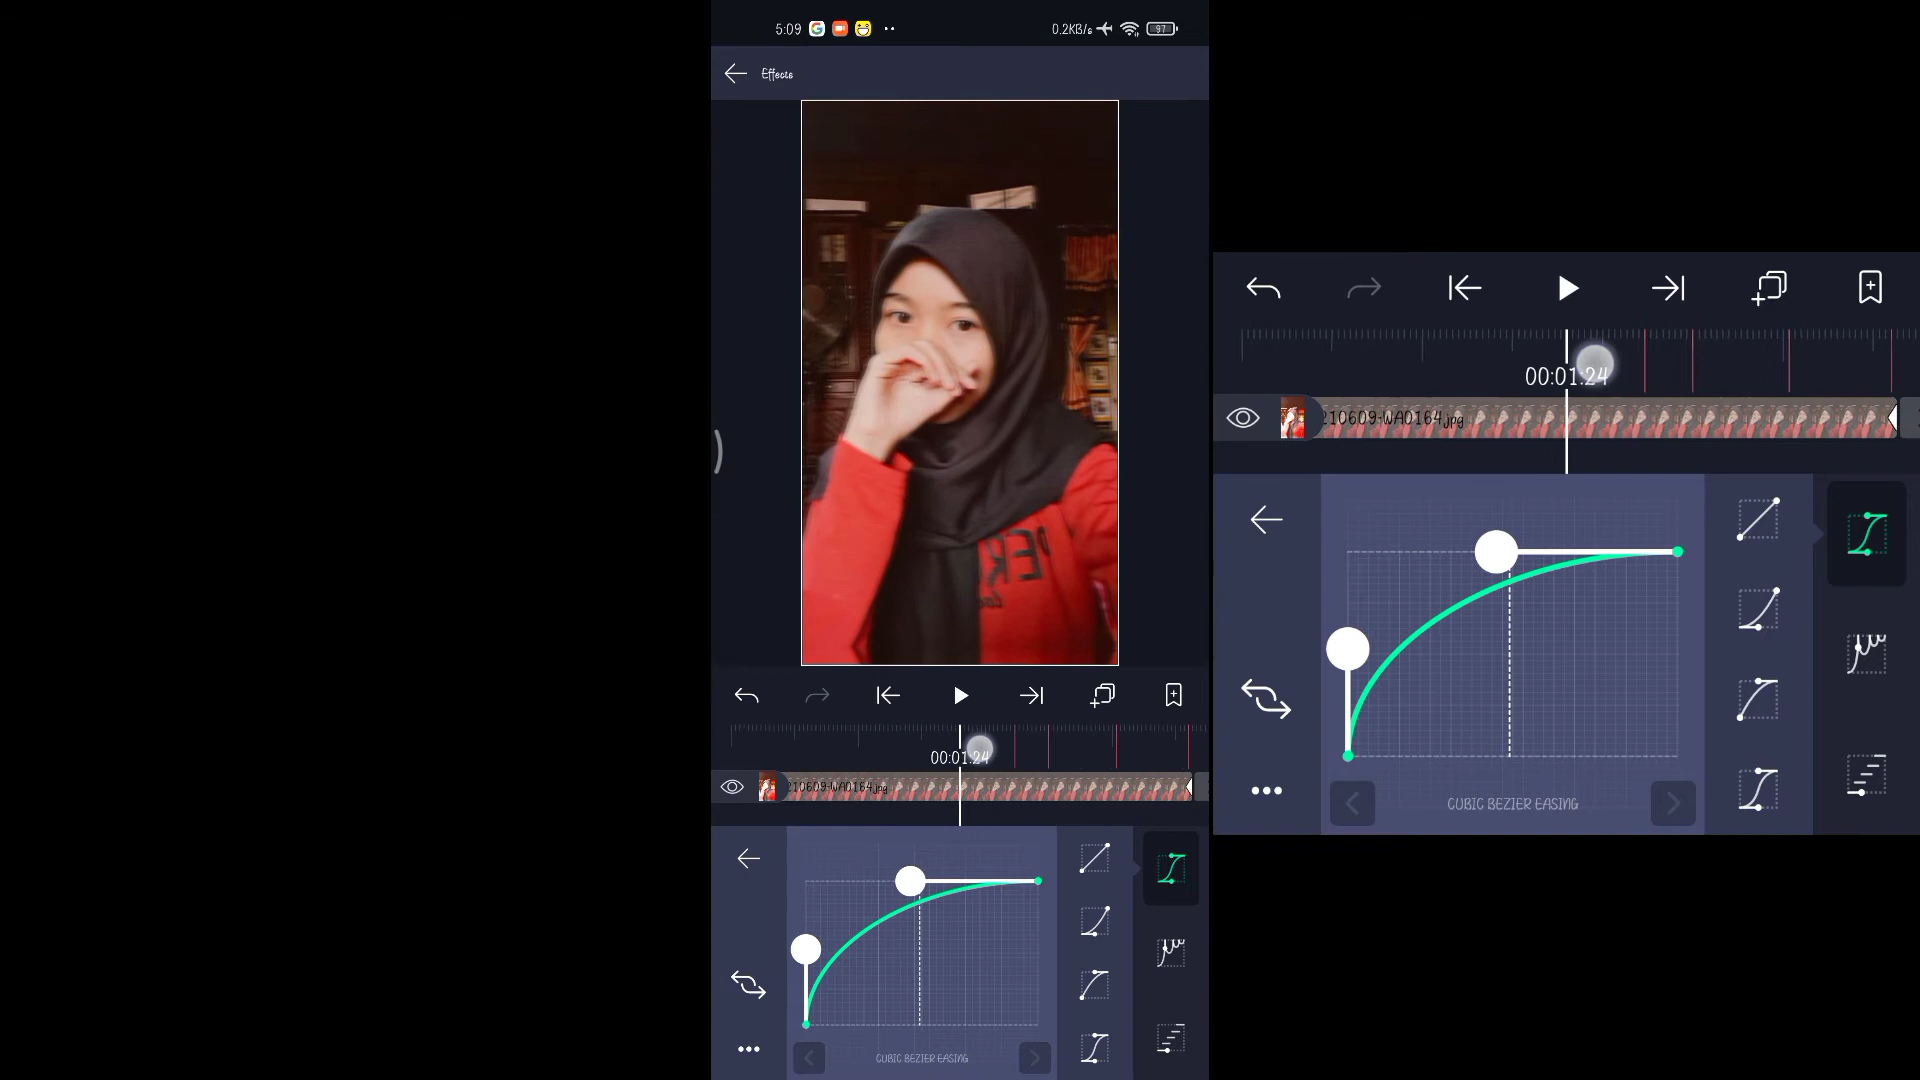 5:09
0.2KB/s
97
Effects
00:01:24
210609-WA0164.jpg
CUBIC BEZIER EASING
00:01:24
210609-WA0164.jpg
CUBIC BEZIER EASING